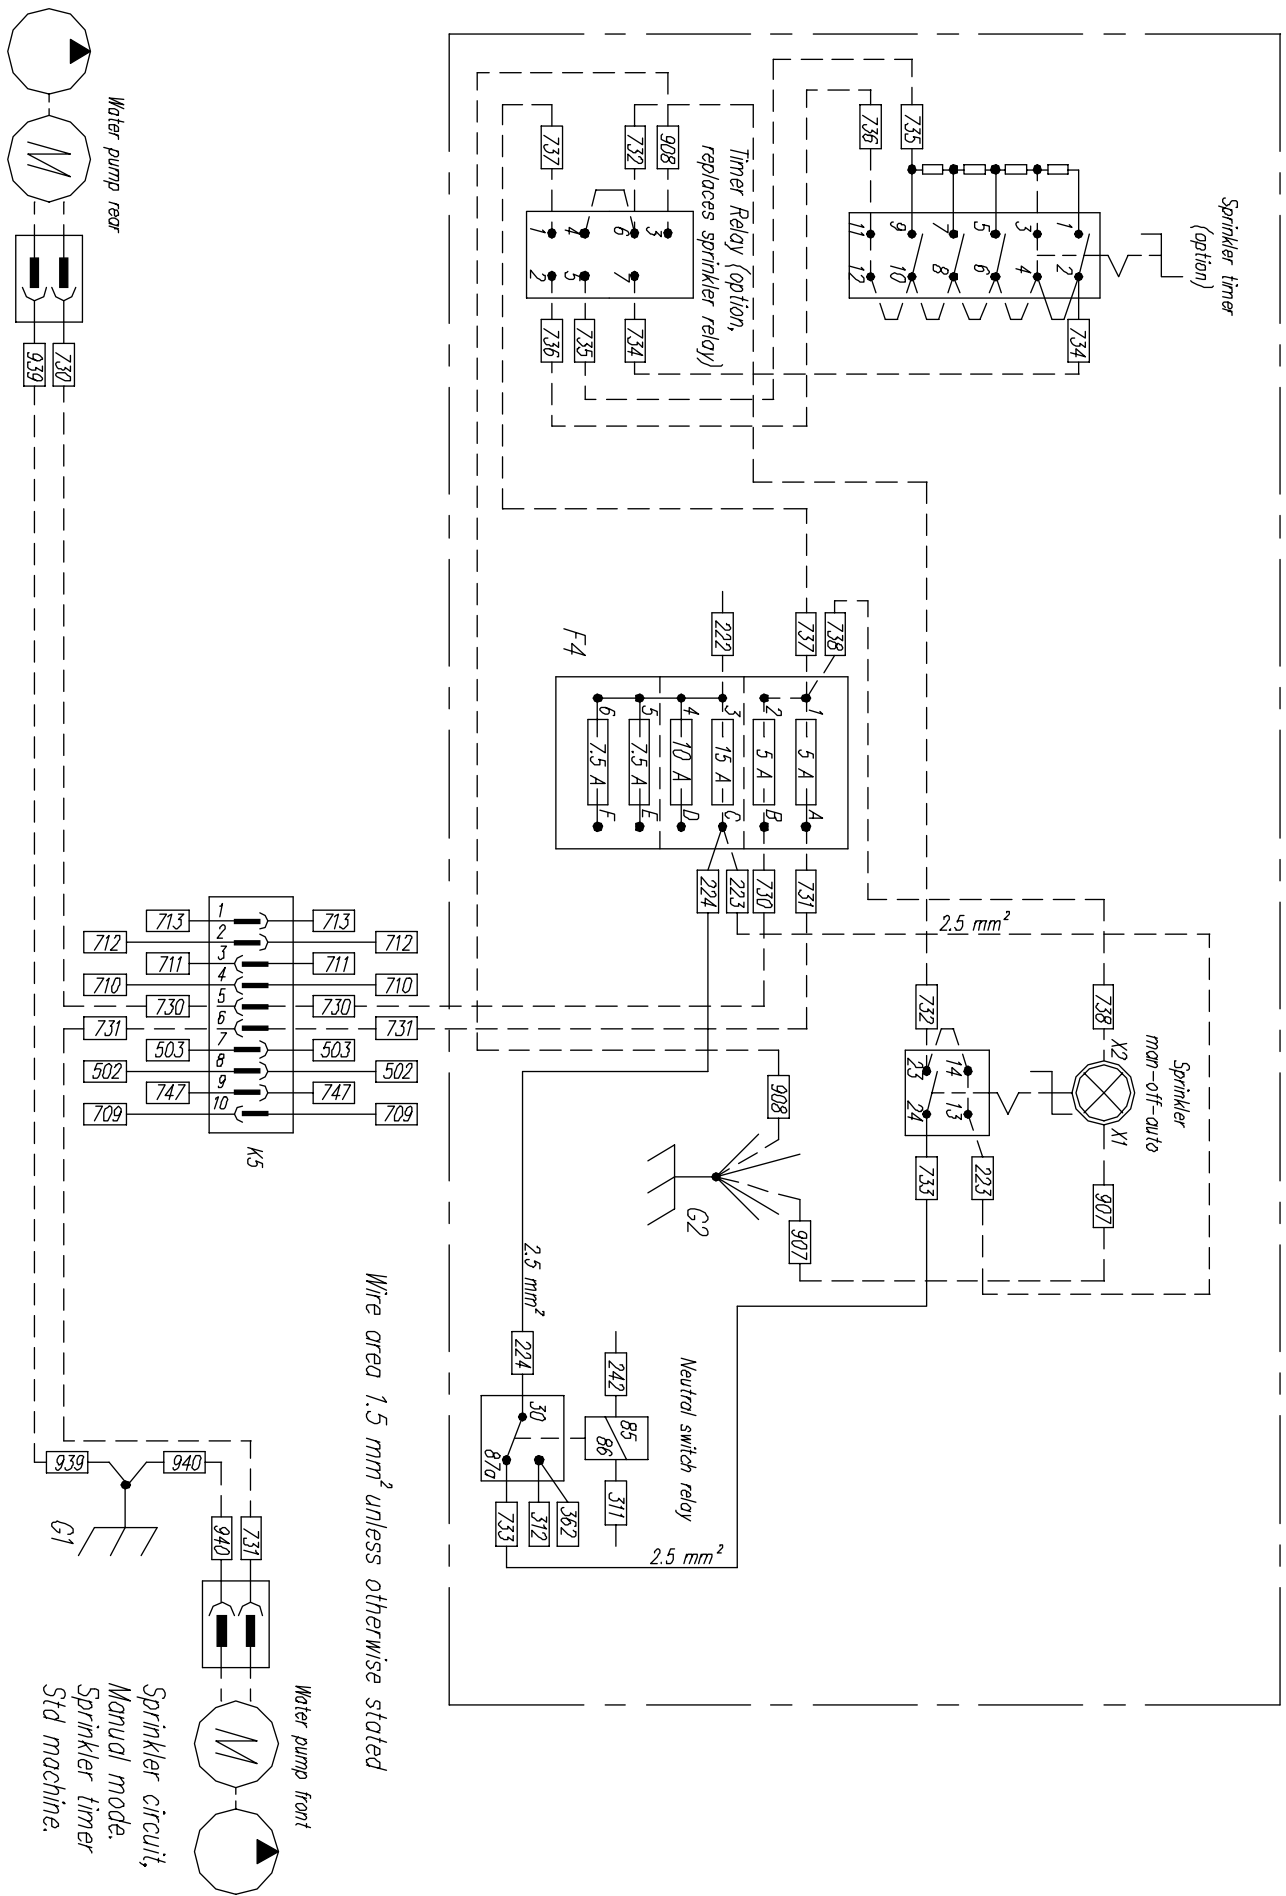 Sprinkler timer
(option)
735
736
1
3
5
7
9
11
2
4
6
8
10
12
734
Timer Relay (option,
replaces sprinkler relay)
908
732
737
3
6
4
1
7
5
2
734
735
736
Water pump rear
M
730
939
F4
738
737
222
1
2
3
4
5
6
5 A
5 A
15 A
10 A
7.5 A
7.5 A
A
B
C
D
E
F
731
730
223
224
2.5 mm²
Sprinkler
man-off-auto
738
X2
X1
907
732
14
23
13
24
223
733
908
G2
907
713
712
711
710
730
731
503
502
747
709
1
2
3
4
5
6
7
8
9
10
713
712
711
710
730
731
503
502
747
709
K5
2.5 mm²
Neutral switch relay
242
85
86
311
224
30
87a
362
312
733
2.5 mm²
Wire area 1.5 mm² unless otherwise stated
939
940
G1
731
940
Water pump front
M
Sprinkler circuit,
Manual mode.
Sprinkler timer
Std machine.